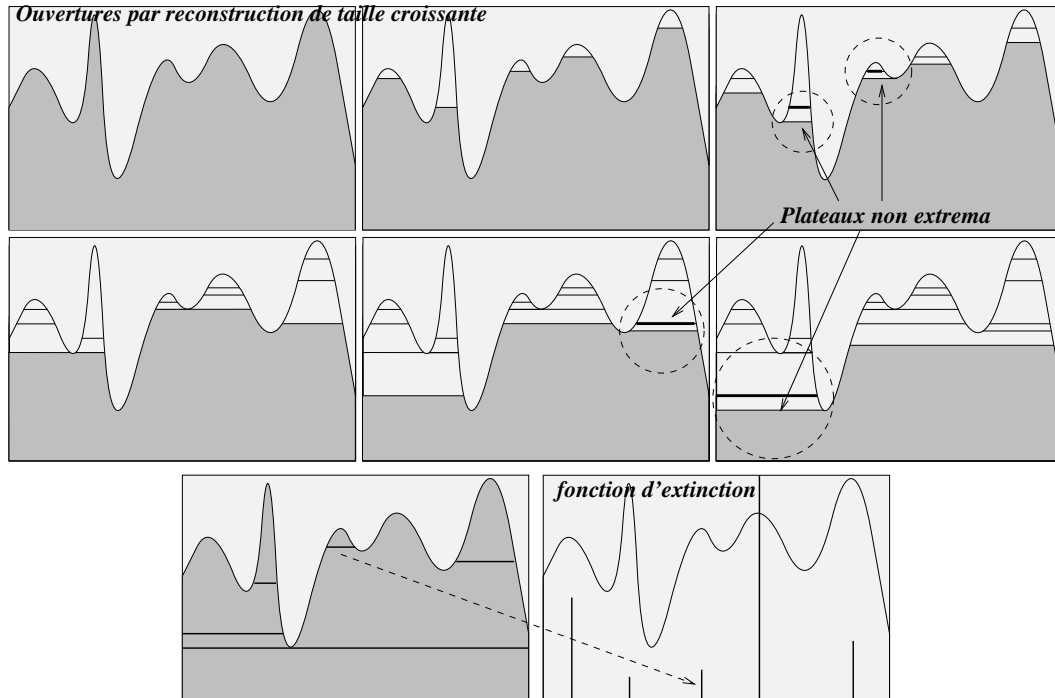 Ouvertures par reconstruction de taille croissante
Plateaux non extrema
fonction d'extinction